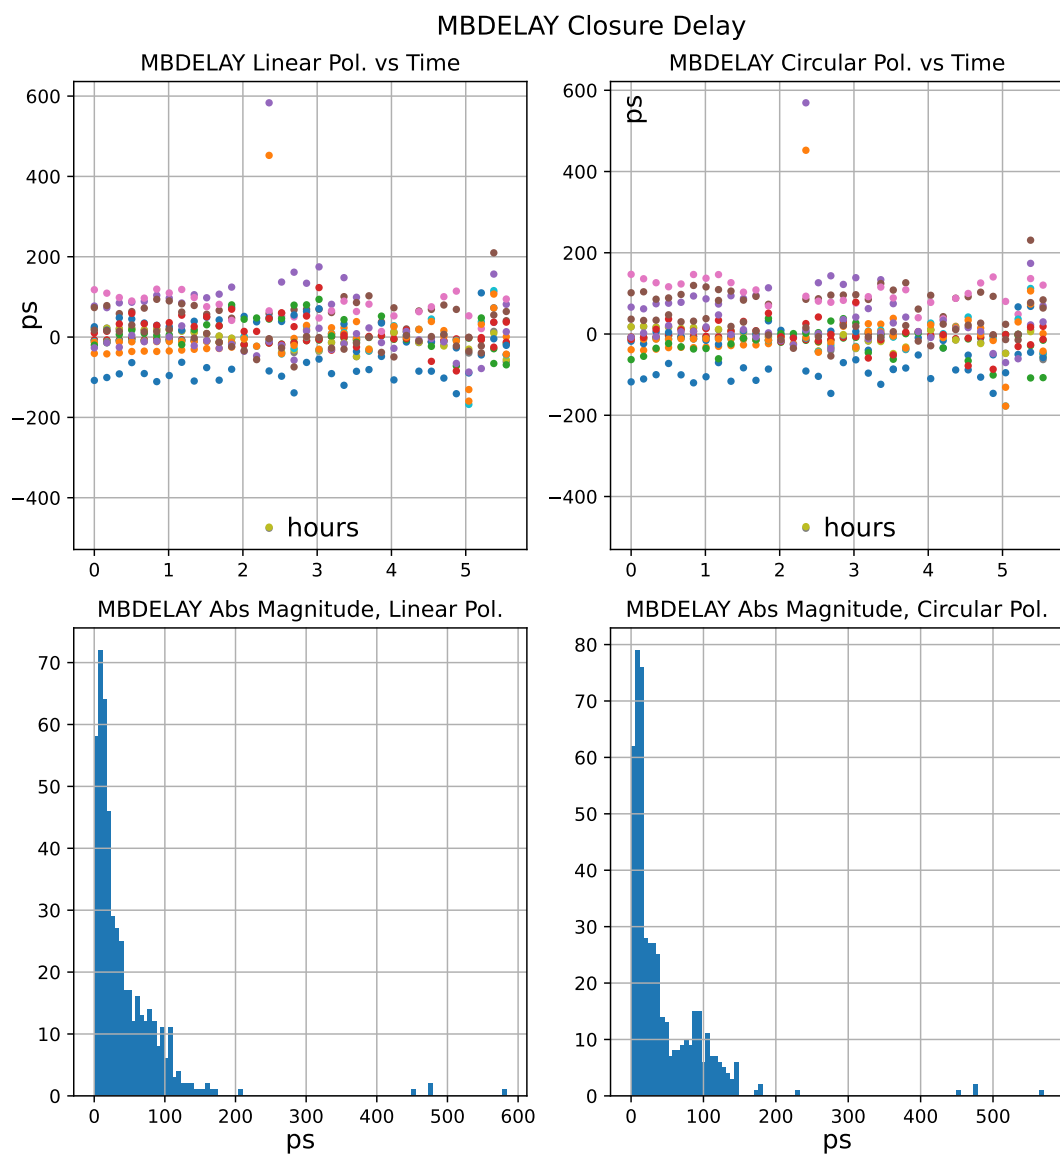 MBDELAY Closure Delay
MBDELAY Linear Pol. vs Time
MBDELAY Circular Pol. vs Time
600
400
200
0
−200
−400
ps
hours
0 1 2 3 4 5
600
400
200
0
−200
−400
ps
hours
0 1 2 3 4 5
MBDELAY Abs Magnitude, Linear Pol.
MBDELAY Abs Magnitude, Circular Pol.
70
60
50
40
30
20
10
0
0 100 200 300 400 500 600
ps
80
70
60
50
40
30
20
10
0
0 100 200 300 400 500
ps